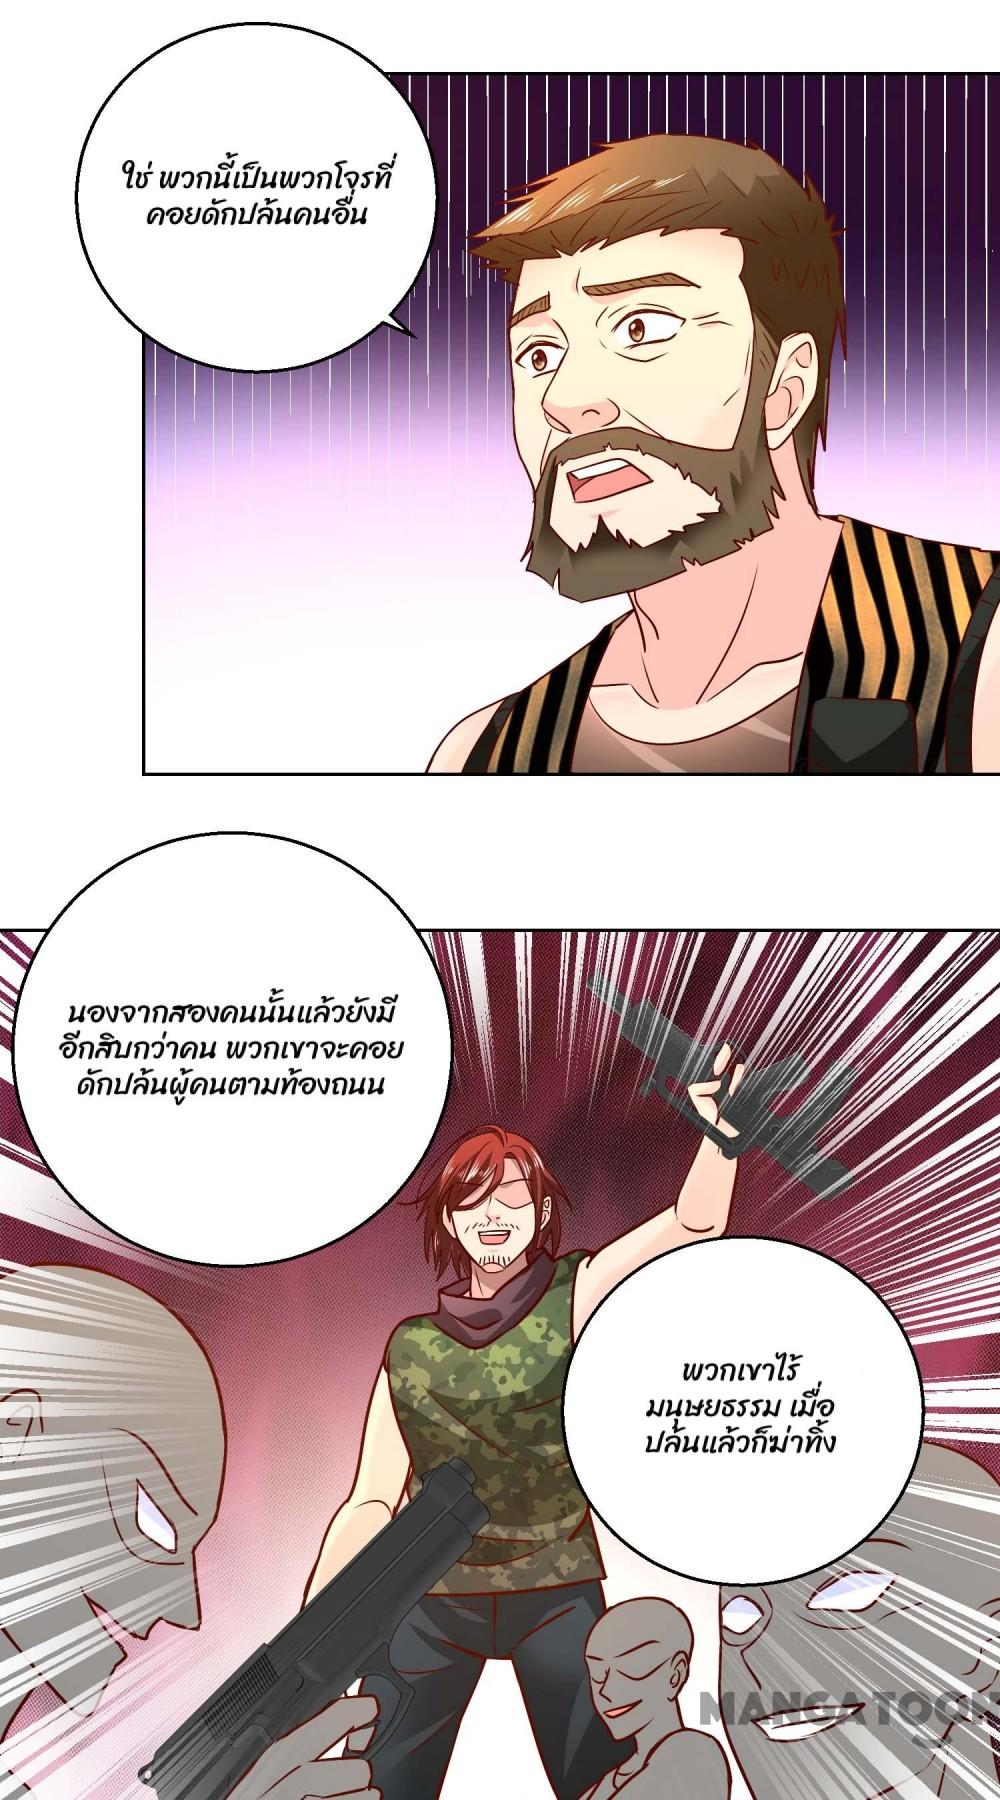 ใช่ พวกนี้เป็นพวกโจรที่
คอยดักปล้นคนอื่น
นองจากสองคนนั้นแล้วยังมี
อีกสิบกว่าคน พวกเขาจะคอย
ดักปล้นผู้คนตามท้องถนน
พวกเขาไร้
มนุษยธรรม เมื่อ
ปล้นแล้วก็ฆ่าทิ้ง
MANGATOON